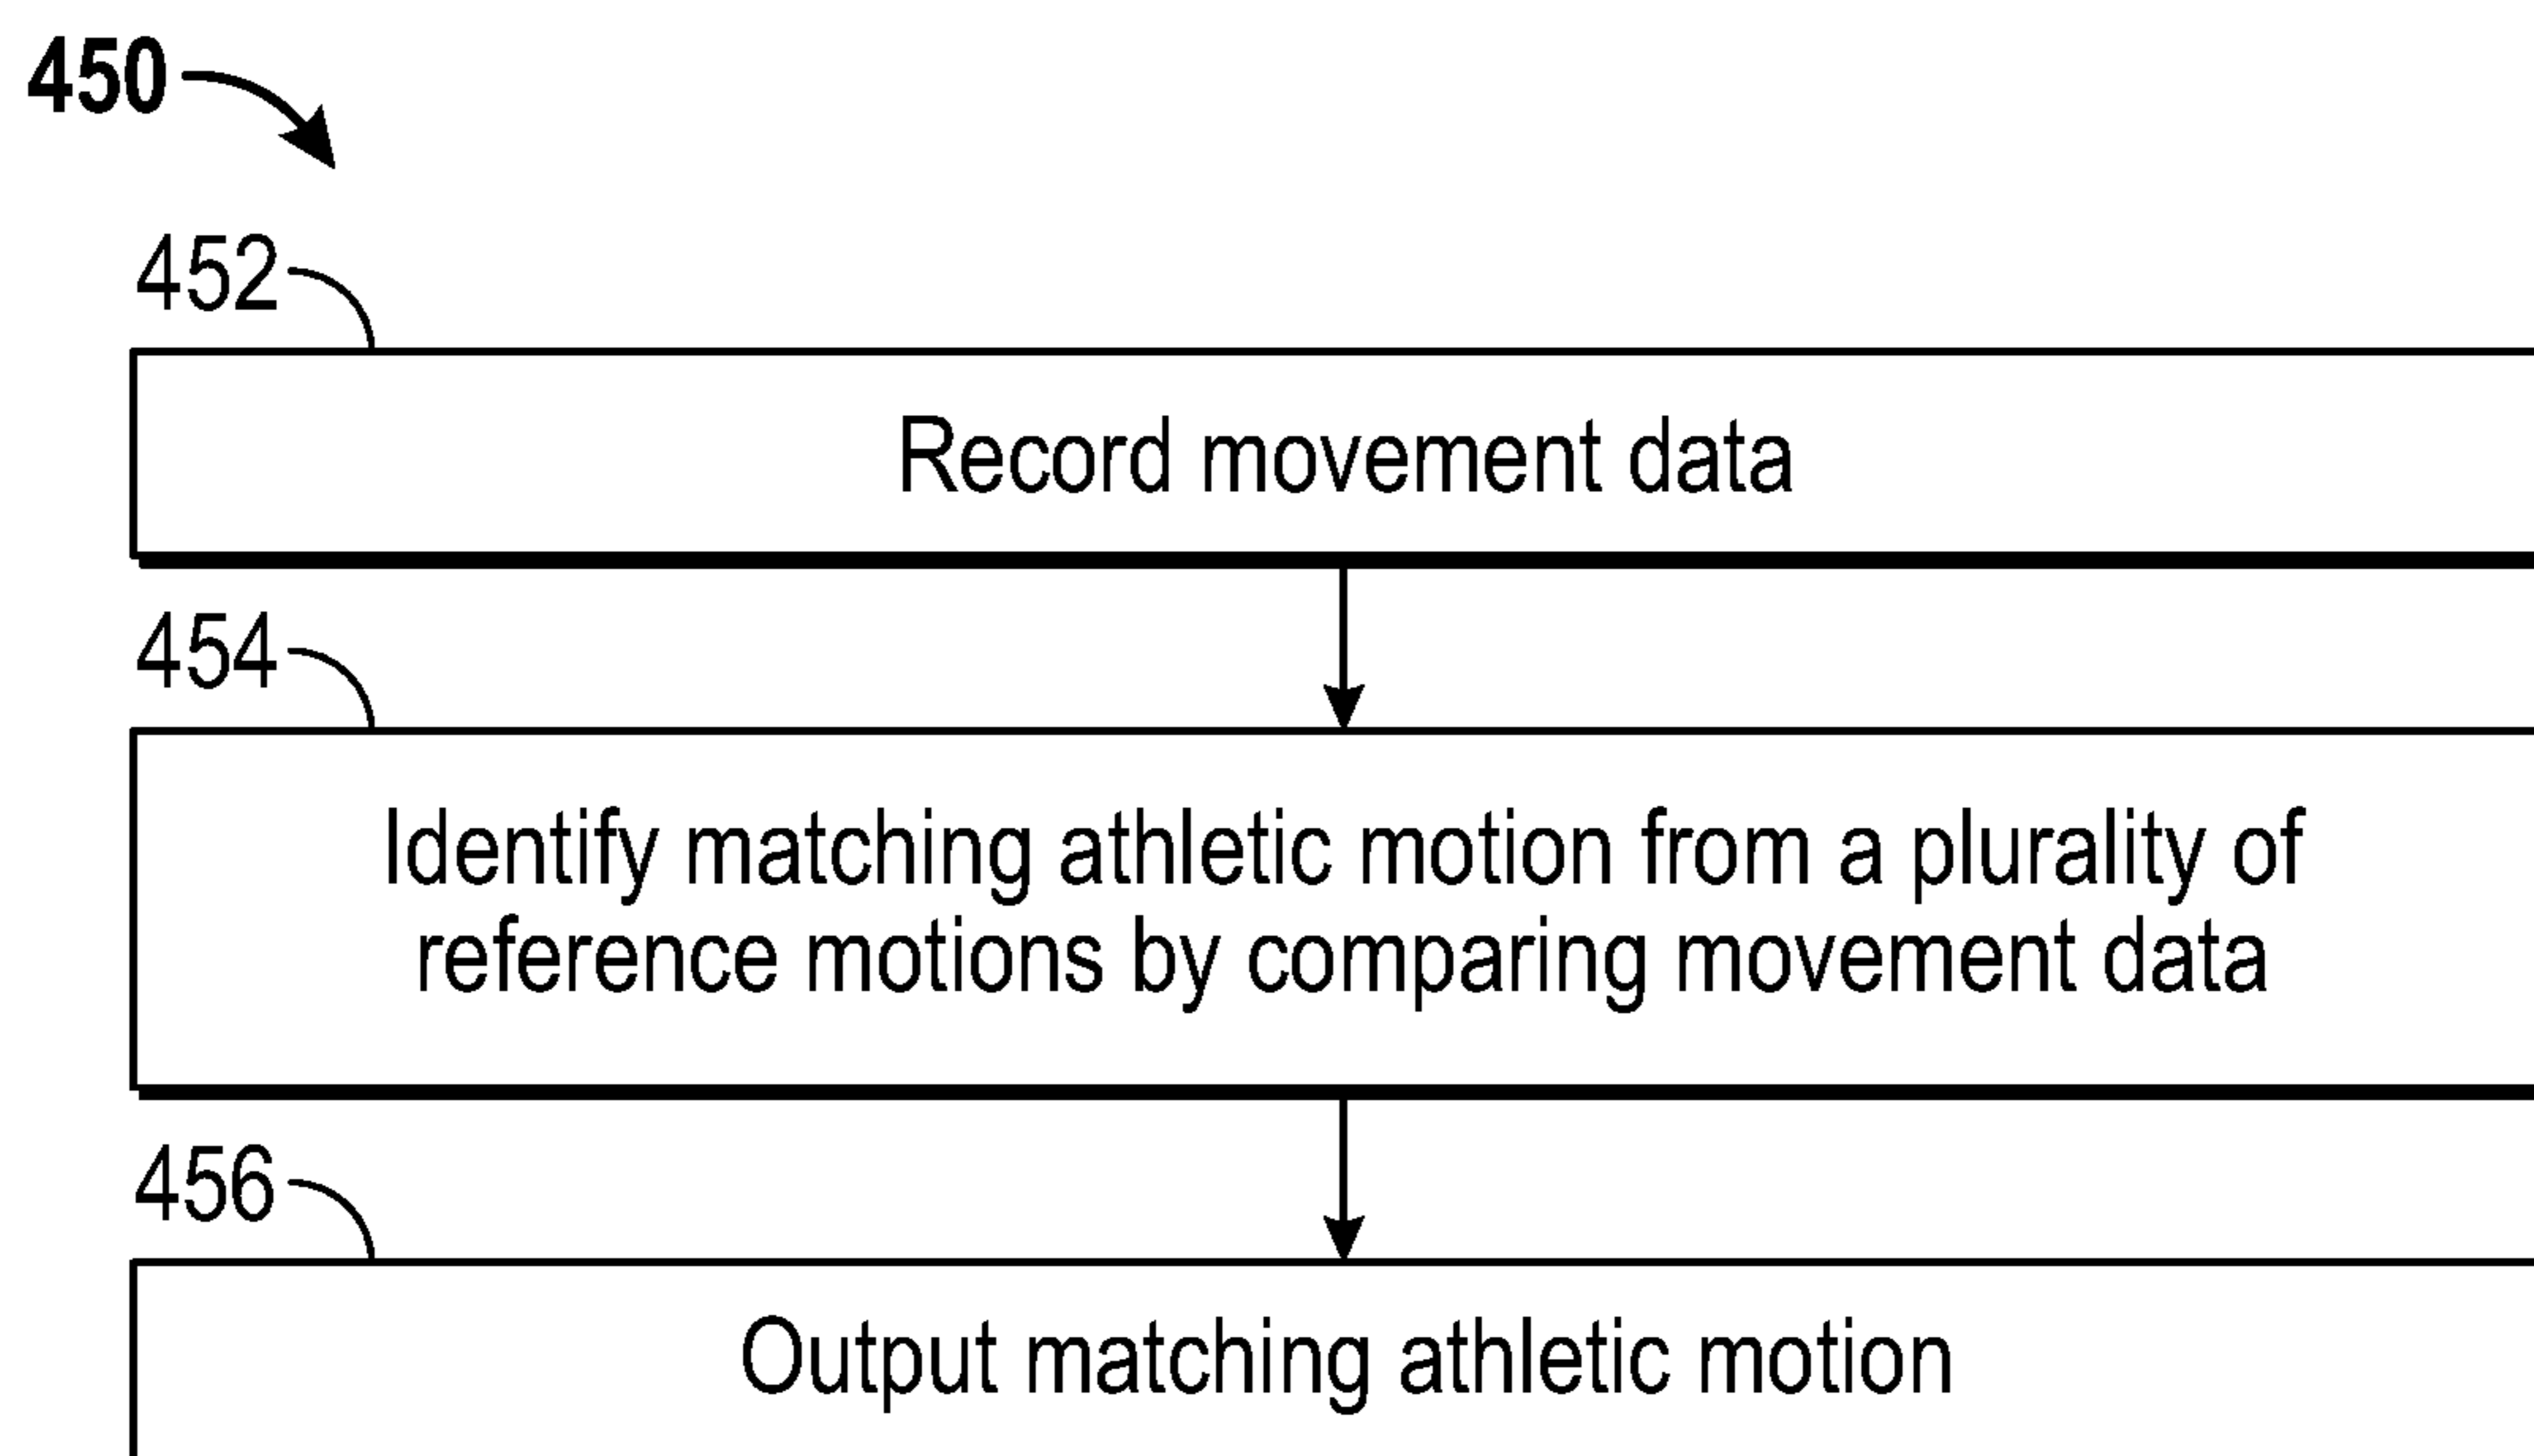 450
452
Record movement data
454
Identify matching athletic motion from a plurality of
reference motions by comparing movement data
456
Output matching athletic motion